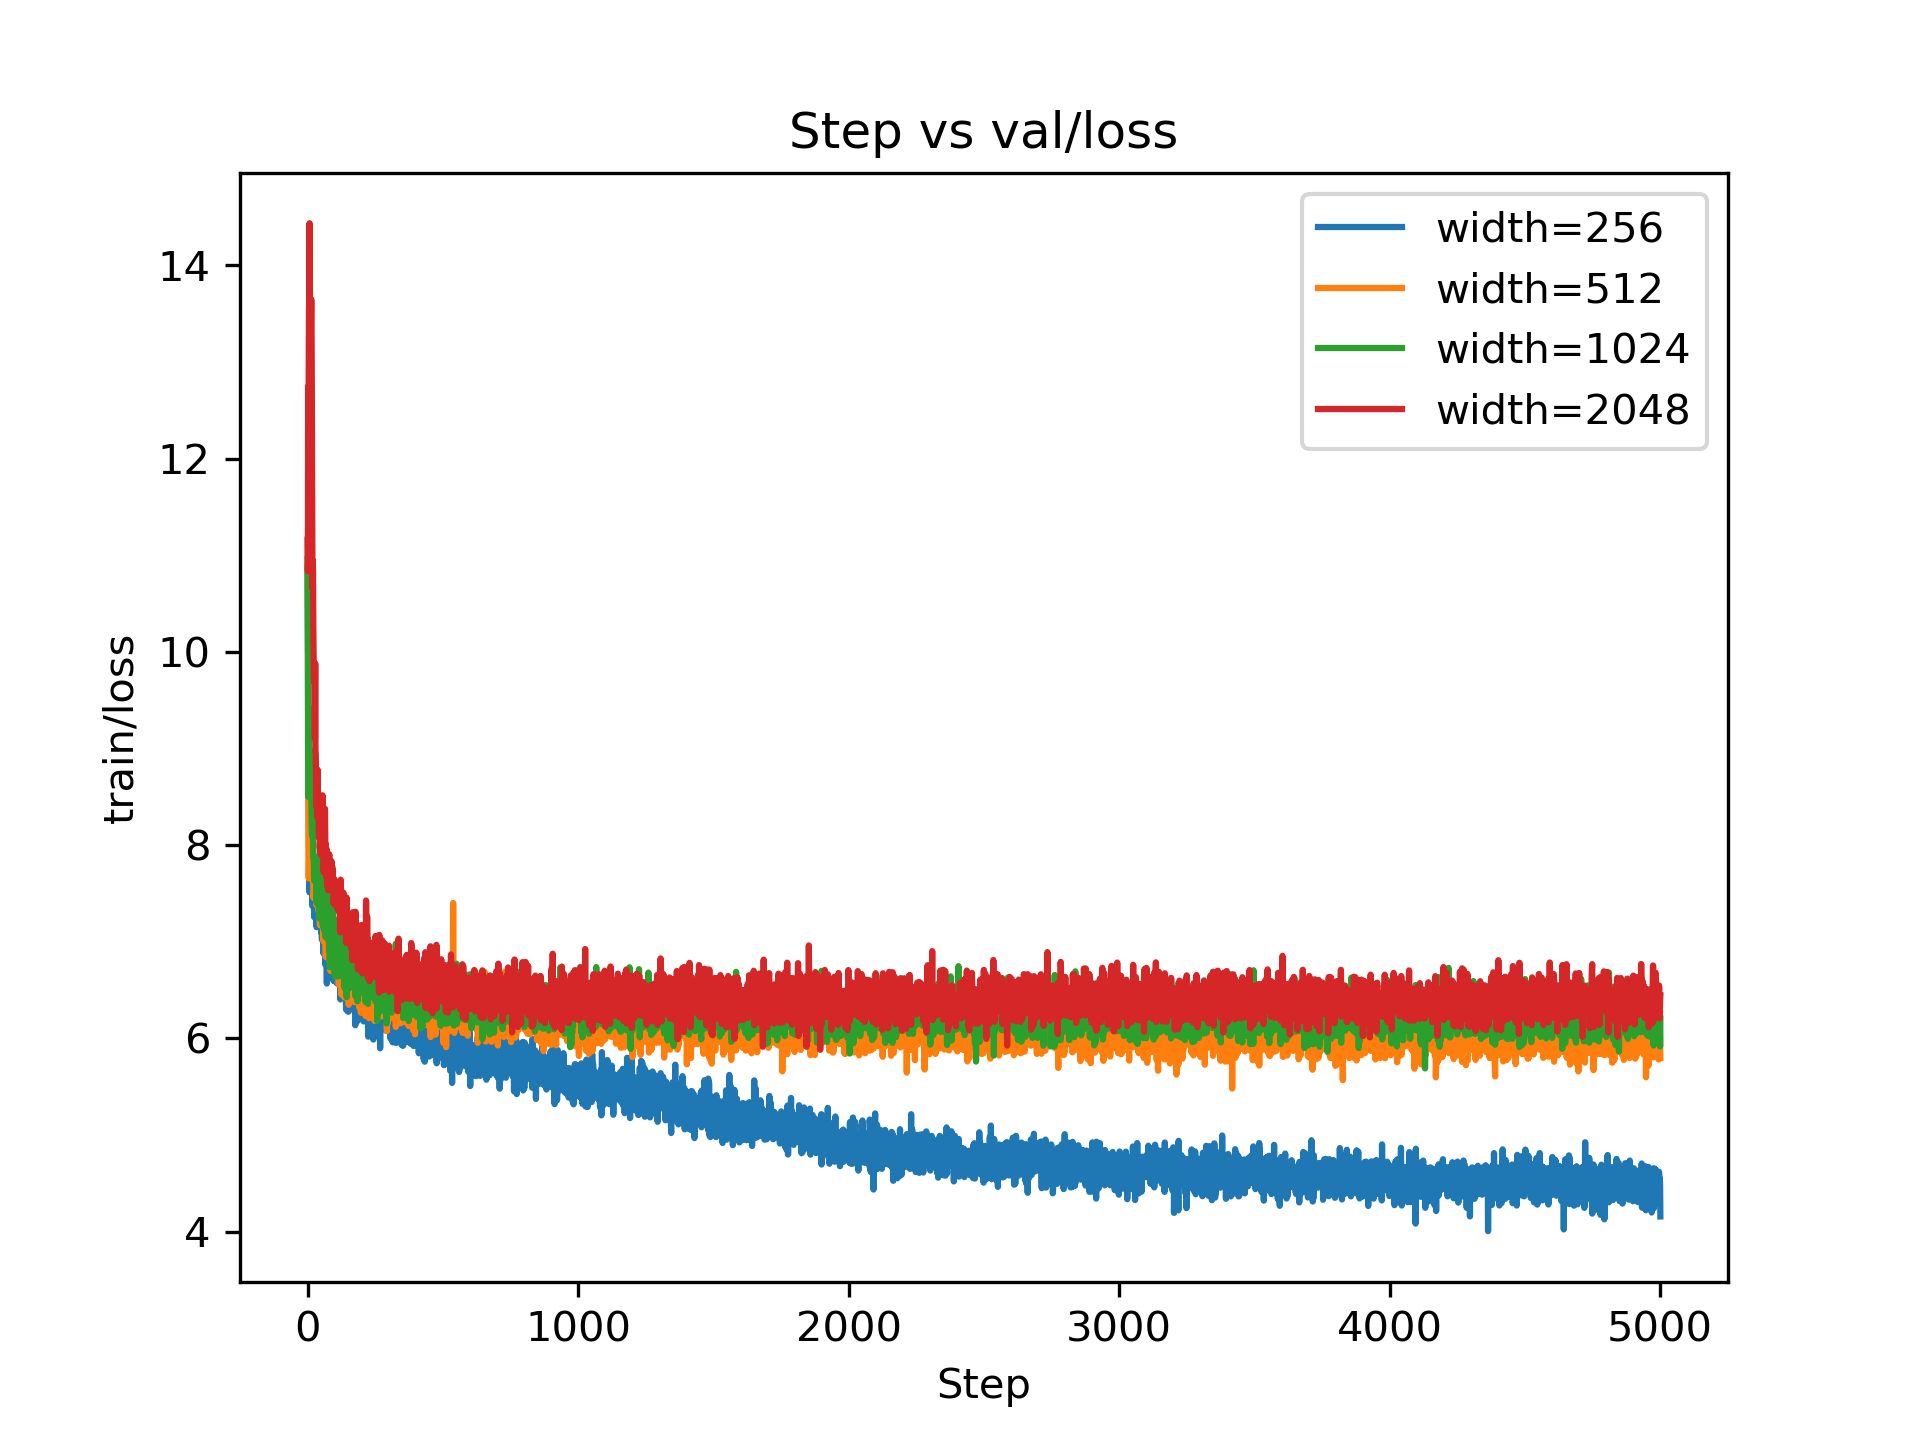 Step vs val/loss
width=256
width=512
width=1024
width=2048
14
12
10
8
6
4
train/loss
0 1000 2000 3000 4000 5000
Step